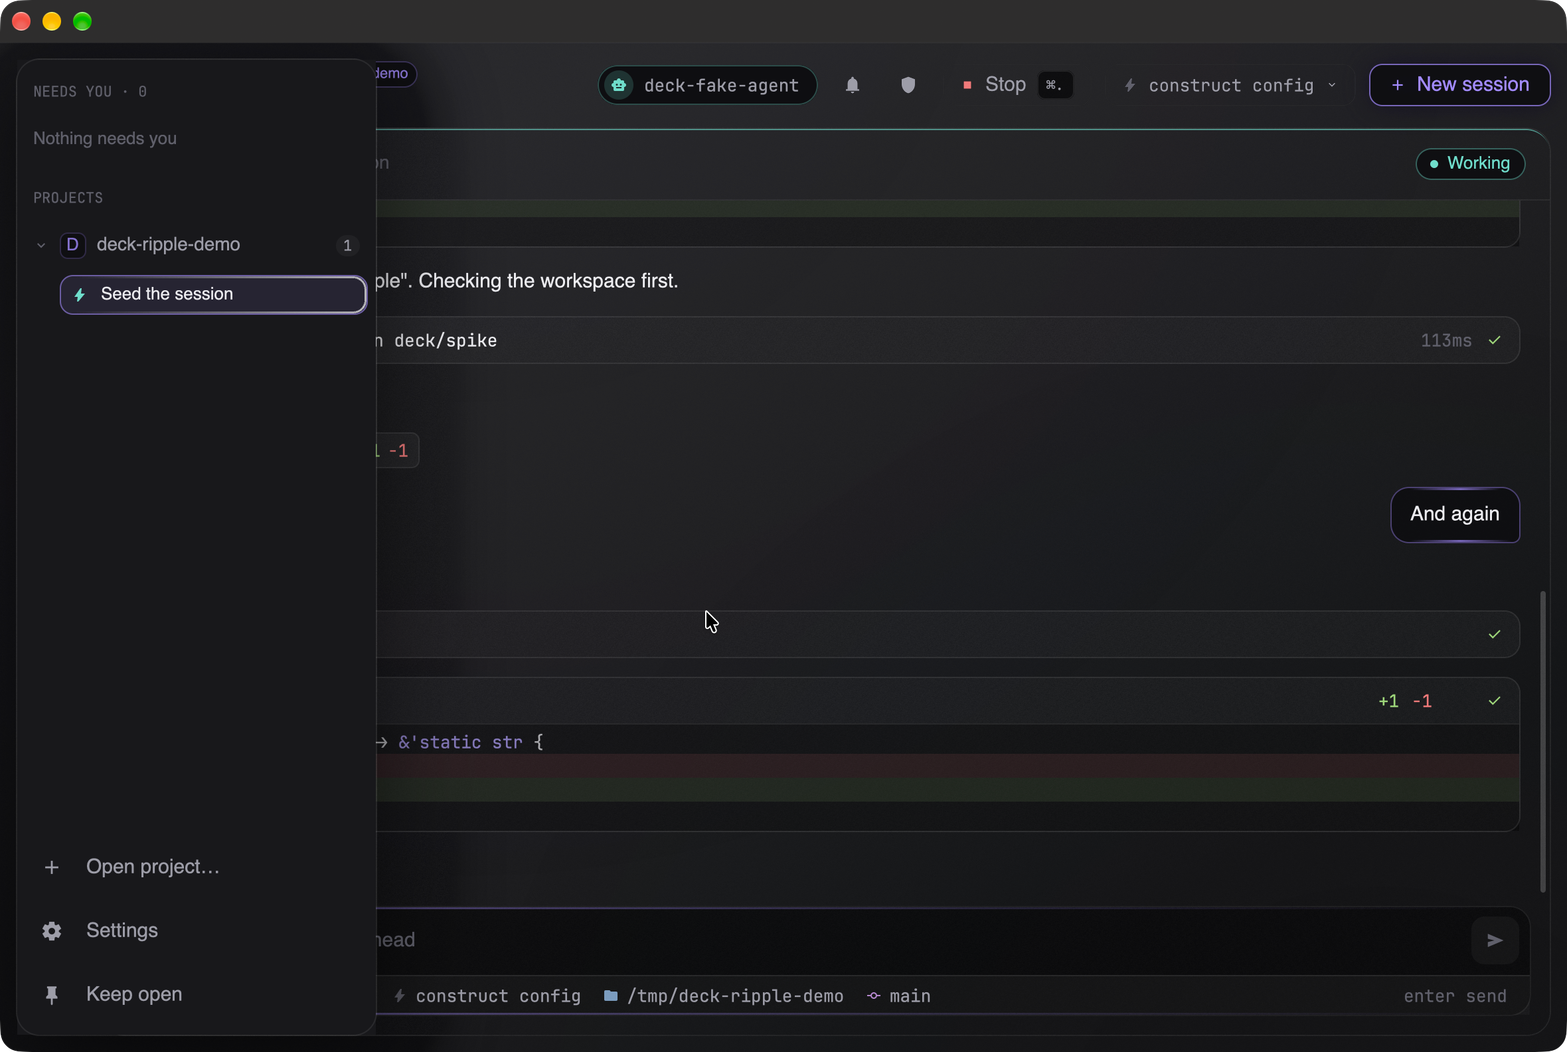 NEEDS YOU · 0
Nothing needs you
PROJECTS
D deck-ripple-demo 1
Seed the session
Open project…
Settings
Keep open
demo
deck-fake-agent
Stop ⌘.
construct config
+ New session
on
Working
ple". Checking the workspace first.
n deck/spike 113ms
-1
And again
+1 -1
→ &'static str {
head
construct config /tmp/deck-ripple-demo main enter send